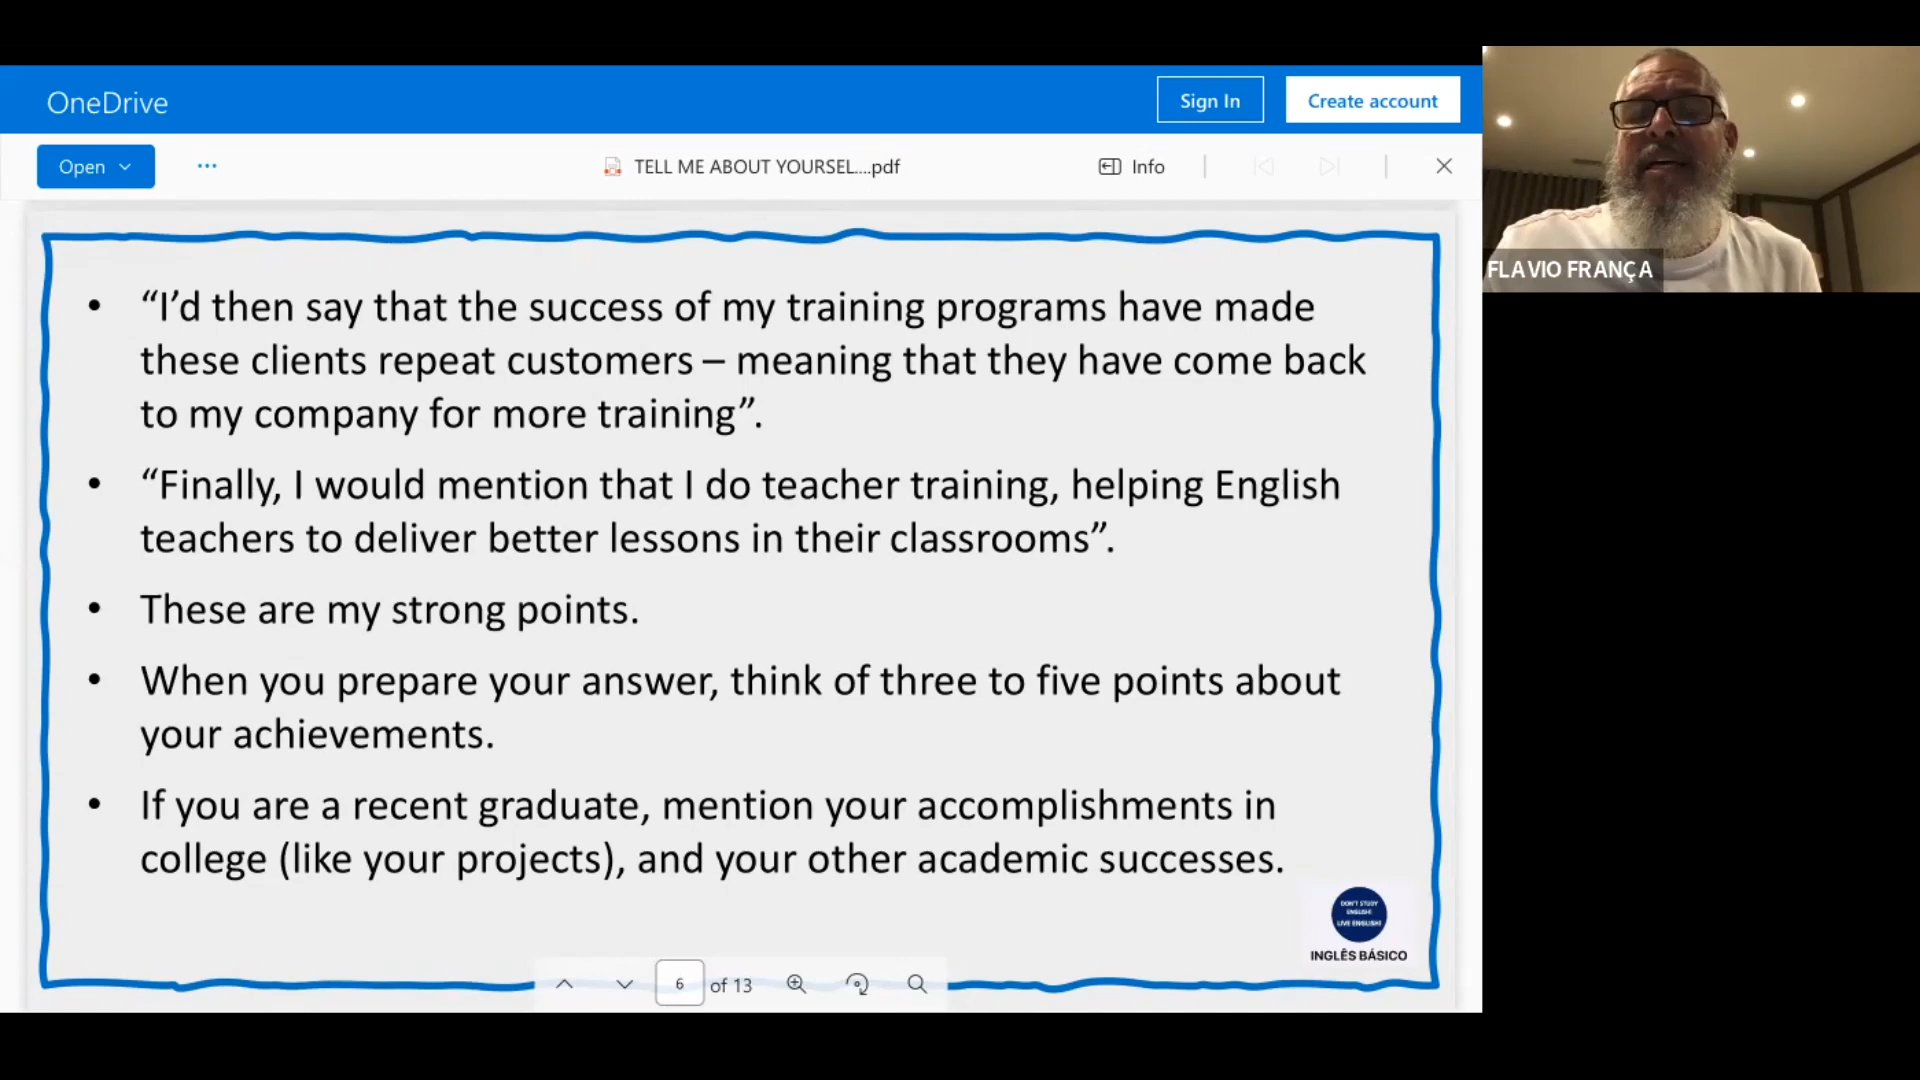 OneDrive
Sign In
Create account
Open
TELL ME ABOUT YOURSEL....pdf
Info
FLAVIO FRANÇA
• “I’d then say that the success of my training programs have made
these clients repeat customers – meaning that they have come back
to my company for more training”.
• “Finally, I would mention that I do teacher training, helping English
teachers to deliver better lessons in their classrooms”.
• These are my strong points.
• When you prepare your answer, think of three to five points about
your achievements.
• If you are a recent graduate, mention your accomplishments in
college (like your projects), and your other academic successes.
DON'T STUDY
ENGLISH!
LIVE ENGLISH!
INGLÊS BÁSICO
6 of 13